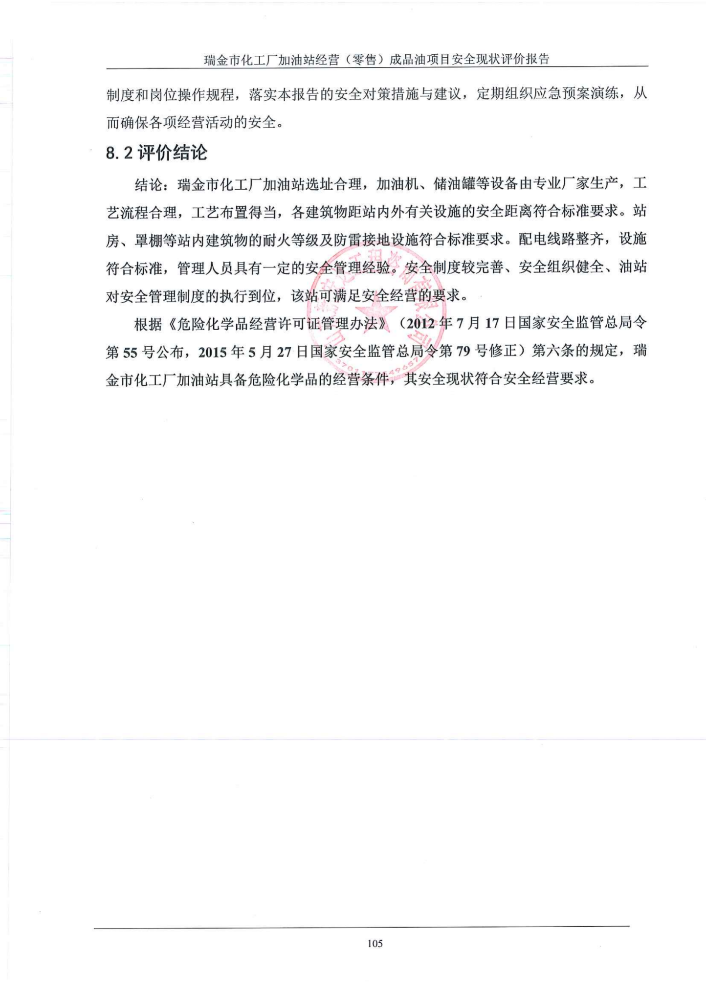 瑞金市化工厂加油站经营（零售）成品油项目安全现状评价报告
制度和岗位操作规程，落实本报告的安全对策措施与建议，定期组织应急预案演练，从
而确保各项经营活动的安全。
8.2 评价结论
结论：瑞金市化工厂加油站选址合理，加油机、储油罐等设备由专业厂家生产，工
艺流程合理，工艺布置得当，各建筑物距站内外有关设施的安全距离符合标准要求。站
房、罩棚等站内建筑物的耐火等级及防雷接地设施符合标准要求。配电线路整齐，设施
符合标准，管理人员具有一定的安全管理经验。安全制度较完善、安全组织健全、油站
对安全管理制度的执行到位，该站可满足安全经营的要求。
根据《危险化学品经营许可证管理办法》（2012 年 7 月 17 日国家安全监管总局令
第 55 号公布，2015 年 5 月 27 日国家安全监管总局令第 79 号修正）第六条的规定，瑞
金市化工厂加油站具备危险化学品的经营条件，其安全现状符合安全经营要求。
工程咨询有限公司
105